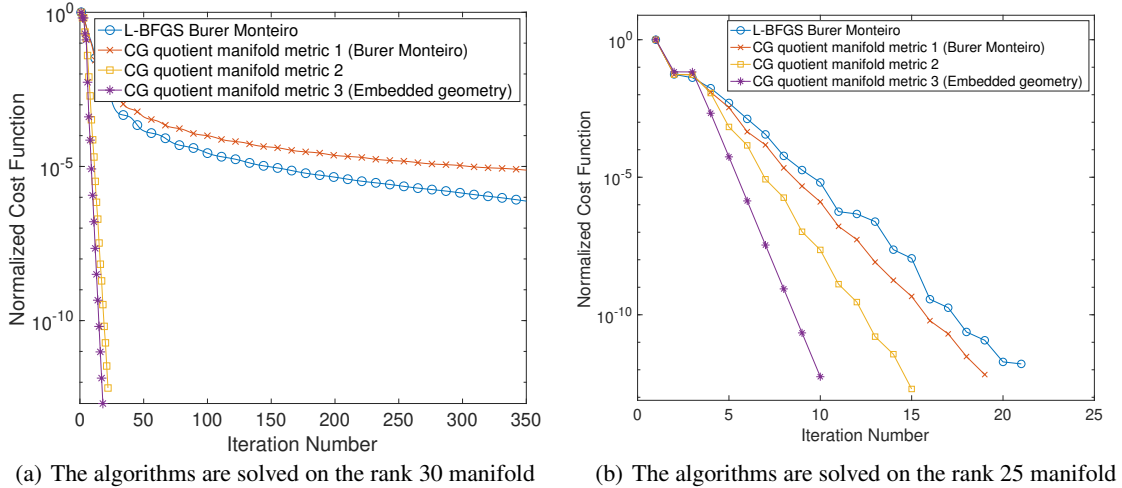 10^0
10^-5
10^-10
Normalized Cost Function
L-BFGS Burer Monteiro
CG quotient manifold metric 1 (Burer Monteiro)
CG quotient manifold metric 2
CG quotient manifold metric 3 (Embedded geometry)
0 50 100 150 200 250 300 350
Iteration Number
(a) The algorithms are solved on the rank 30 manifold
10^0
10^-5
10^-10
Normalized Cost Function
L-BFGS Burer Monteiro
CG quotient manifold metric 1 (Burer Monteiro)
CG quotient manifold metric 2
CG quotient manifold metric 3 (Embedded geometry)
0 5 10 15 20 25
Iteration Number
(b) The algorithms are solved on the rank 25 manifold